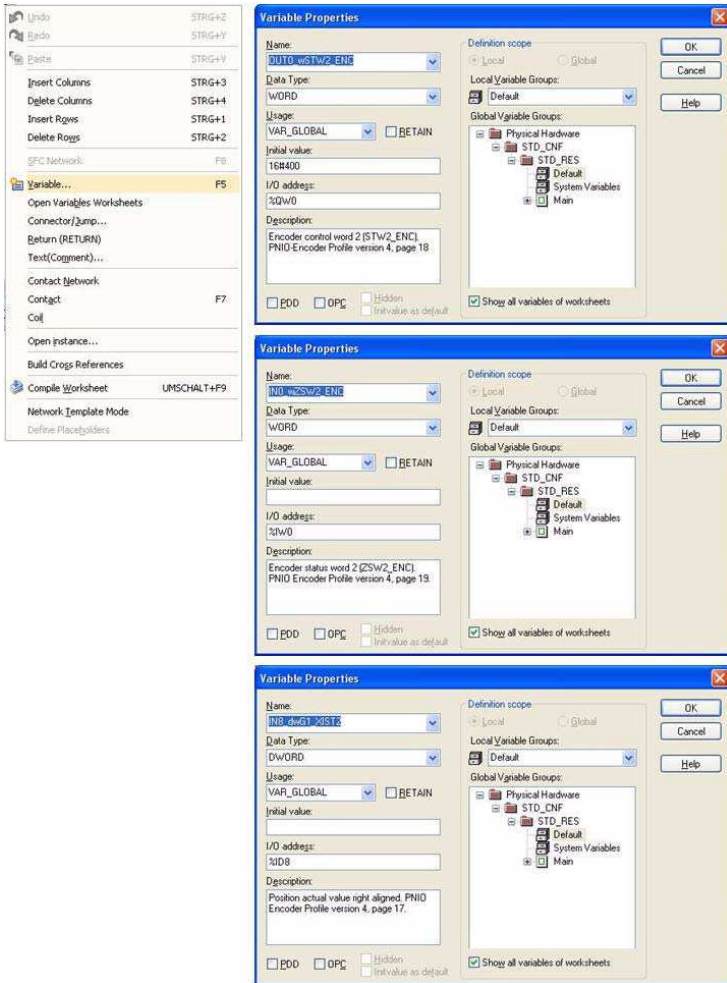 Undo STRG+Z
Redo STRG+Y
Paste STRG+V
Insert Columns STRG+3
Delete Columns STRG+4
Insert Rows STRG+1
Delete Rows STRG+2
SFC Network F8
Variable... F5
Open Variables Worksheets
Connector/Jump...
Return (RETURN)
Text(Comment)...
Contact Network
Contact F7
Coil
Open instance...
Build Cross References
Compile Worksheet UMSCHALT+F9
Network Template Mode
Define Placeholders
Variable Properties
Name:
OUT0_wSTW2_ENC
Data Type:
WORD
Usage:
VAR_GLOBAL RETAIN
Initial value:
16#400
I/O address:
%QW0
Description:
Encoder control word 2 (STW2_ENC).
PNIO-Encoder Profile version 4, page 18
PDD OPC Hidden
Initvalue as default
Definition scope
Local Global
Local Variable Groups:
Default
Global Variable Groups:
Physical Hardware
STD_CNF
STD_RES
Default
System Variables
Main
Show all variables of worksheets
OK
Cancel
Help
Variable Properties
Name:
IN0_wZSW2_ENC
Data Type:
WORD
Usage:
VAR_GLOBAL RETAIN
Initial value:
I/O address:
%IW0
Description:
Encoder status word 2 (ZSW2_ENC).
PNIO Encoder Profile version 4, page 19.
PDD OPC Hidden
Initvalue as default
Definition scope
Local Global
Local Variable Groups:
Default
Global Variable Groups:
Physical Hardware
STD_CNF
STD_RES
Default
System Variables
Main
Show all variables of worksheets
OK
Cancel
Help
Variable Properties
Name:
IN8_dwG1_XIST2
Data Type:
DWORD
Usage:
VAR_GLOBAL RETAIN
Initial value:
I/O address:
%ID8
Description:
Position actual value right aligned. PNIO
Encoder Profile version 4, page 17.
PDD OPC Hidden
Initvalue as default
Definition scope
Local Global
Local Variable Groups:
Default
Global Variable Groups:
Physical Hardware
STD_CNF
STD_RES
Default
System Variables
Main
Show all variables of worksheets
OK
Cancel
Help